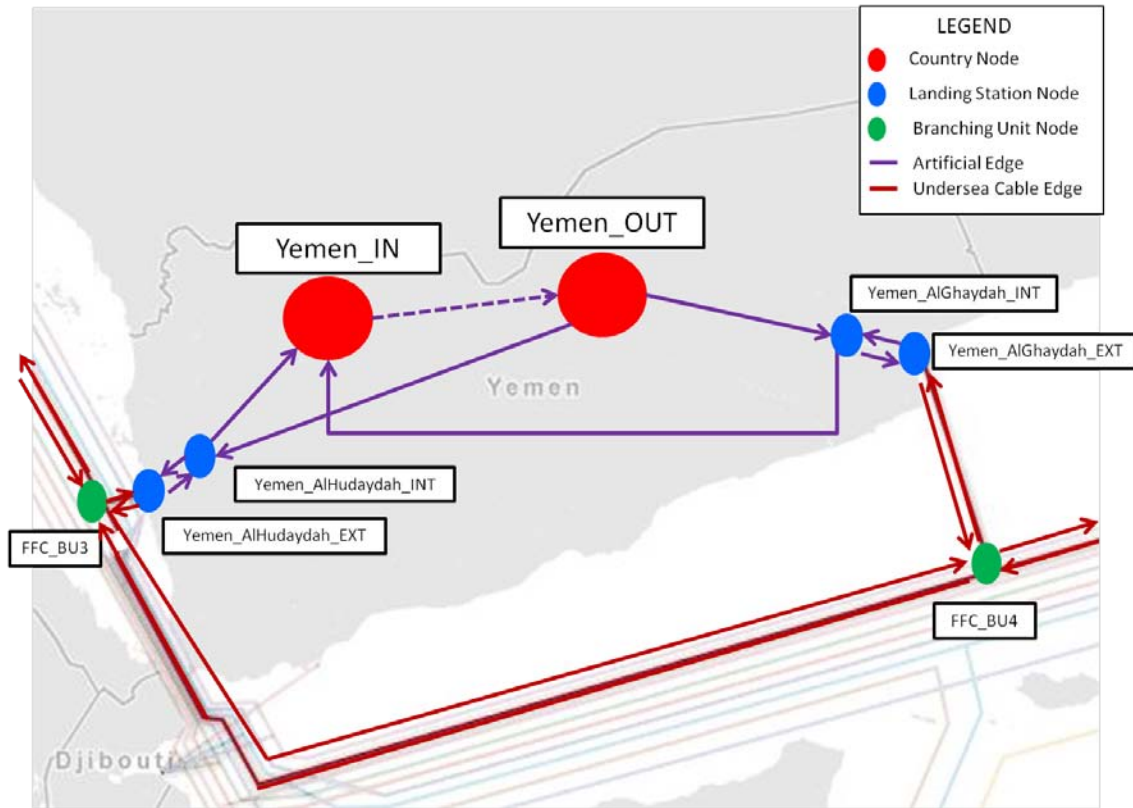 LEGEND
Country Node
Landing Station Node
Branching Unit Node
Artificial Edge
Undersea Cable Edge
Yemen_IN
Yemen_OUT
Yemen_AlGhaydah_INT
Yemen_AlGhaydah_EXT
Yemen
Yemen_AlHudaydah_INT
Yemen_AlHudaydah_EXT
FFC_BU3
FFC_BU4
Djibouti